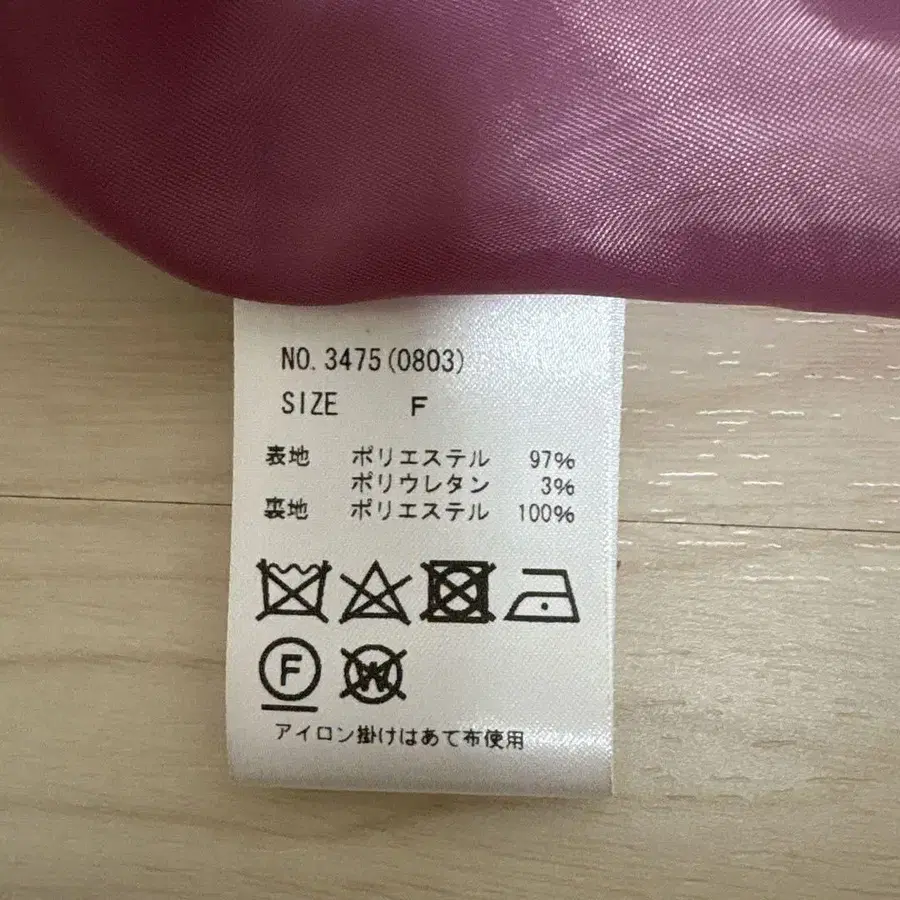 NO. 3475(0803)
SIZE F
表地 ポリエステル 97%
ポリウレタン 3%
裏地 ポリエステル 100%
F W
アイロン掛けはあて布使用